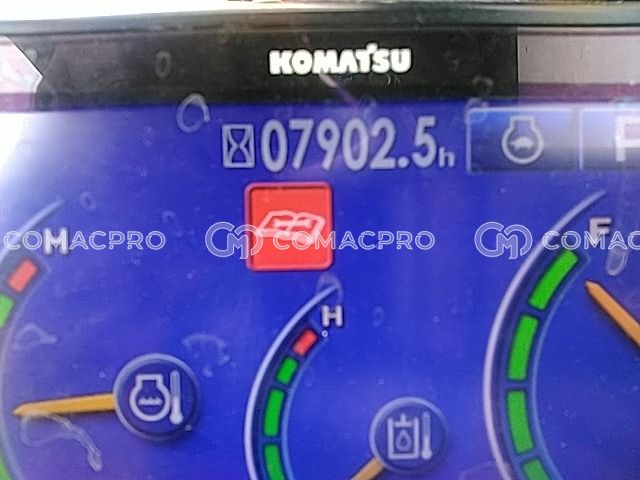 KOMATSU
07902.5h
H F
COMACPRO COMACPRO COMACPRO
H